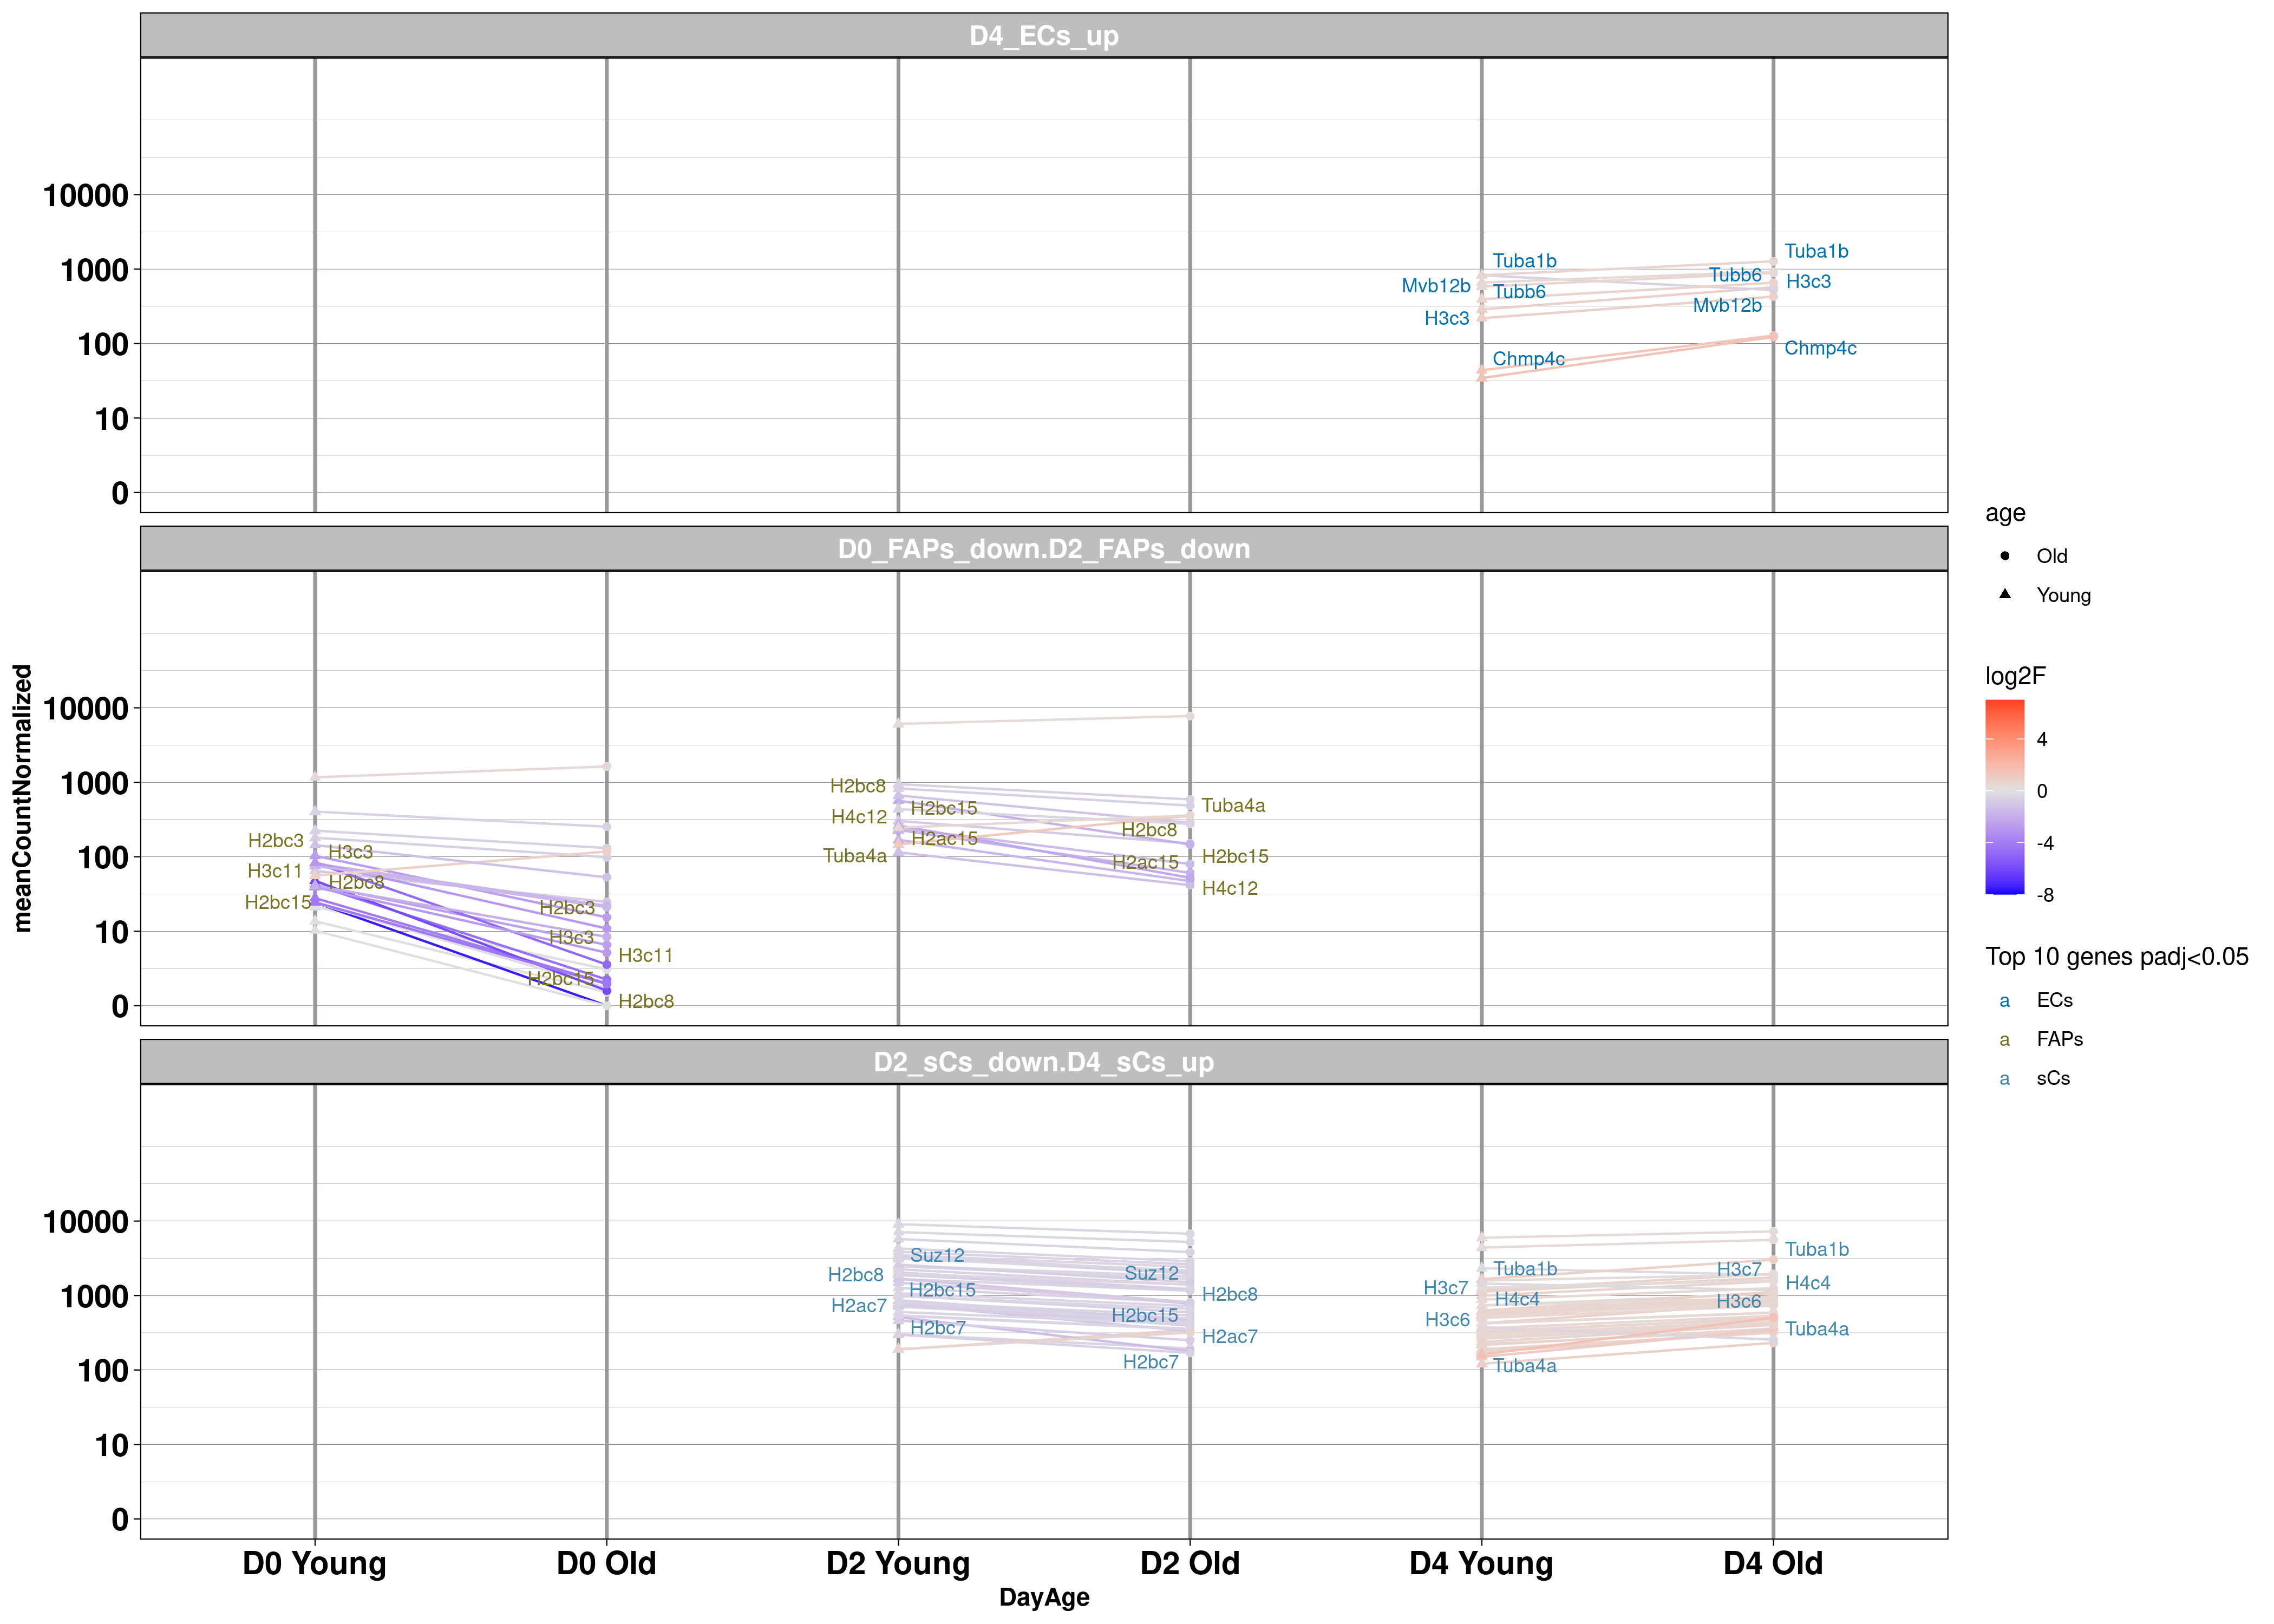 D4_ECs_up
10000
1000
100
10
0
Tuba1b
Mvb12b
Tubb6
H3c3
Chmp4c
Tuba1b
Tubb6
H3c3
Mvb12b
Chmp4c
D0_FAPs_down.D2_FAPs_down
meanCountNormalized
10000
1000
100
10
0
H2bc3
H3c3
H3c11
H2bc8
H2bc15
H2bc3
H3c3
H3c11
H2bc15
H2bc8
H2bc8
H2bc15
H4c12
H2ac15
Tuba4a
Tuba4a
H2bc8
H2bc15
H2ac15
H4c12
D2_sCs_down.D4_sCs_up
10000
1000
100
10
0
Suz12
H2bc8
H2bc15
H2ac7
H2bc7
Suz12
H2bc8
H2bc15
H2ac7
H2bc7
Tuba1b
H3c7
H4c4
H3c6
Tuba4a
Tuba1b
H3c7
H4c4
H3c6
Tuba4a
D0 Young
D0 Old
D2 Young
D2 Old
D4 Young
D4 Old
DayAge
age
Old
Young
log2F
4
0
-4
-8
Top 10 genes padj<0.05
a ECs
a FAPs
a sCs